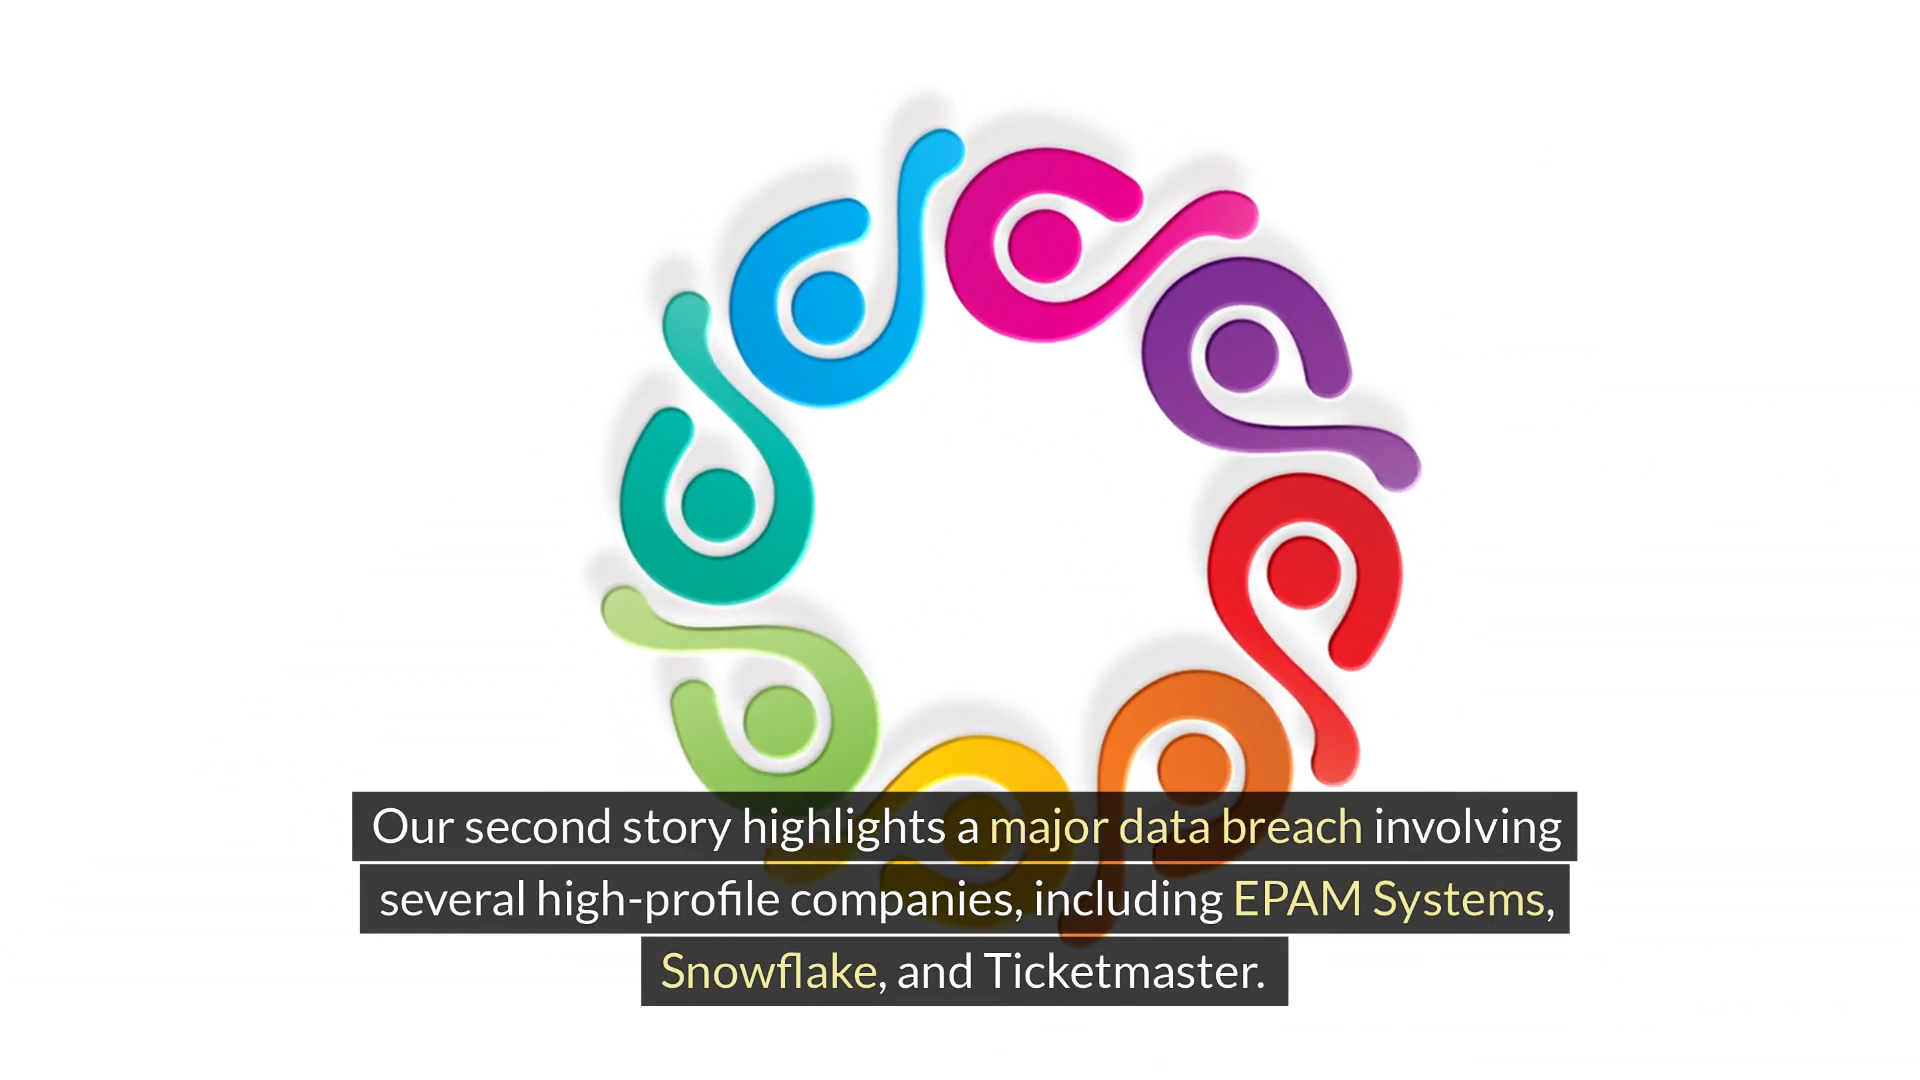 Our second story highlights a major data breach involving
several high-profile companies, including EPAM Systems,
Snowflake, and Ticketmaster.